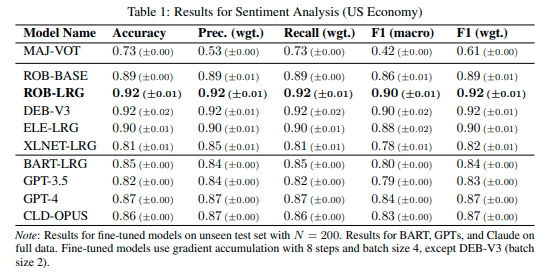 Table 1: Results for Sentiment Analysis (US Economy)
Model Name Accuracy Prec. (wgt.) Recall (wgt.) F1 (macro) F1 (wgt.)
MAJ-VOT 0.73 (±0.00) 0.53 (±0.00) 0.73 (±0.00) 0.42 (±0.00) 0.61 (±0.00)
ROB-BASE 0.89 (±0.00) 0.89 (±0.01) 0.89 (±0.00) 0.86 (±0.01) 0.89 (±0.01)
ROB-LRG 0.92 (±0.01) 0.92 (±0.01) 0.92 (±0.01) 0.90 (±0.01) 0.92 (±0.01)
DEB-V3 0.92 (±0.02) 0.92 (±0.01) 0.92 (±0.02) 0.90 (±0.02) 0.92 (±0.01)
ELE-LRG 0.90 (±0.01) 0.90 (±0.01) 0.90 (±0.01) 0.88 (±0.02) 0.90 (±0.01)
XLNET-LRG 0.81 (±0.01) 0.85 (±0.01) 0.81 (±0.01) 0.78 (±0.01) 0.82 (±0.01)
BART-LRG 0.85 (±0.00) 0.84 (±0.00) 0.85 (±0.00) 0.80 (±0.00) 0.84 (±0.00)
GPT-3.5 0.82 (±0.00) 0.84 (±0.00) 0.82 (±0.00) 0.79 (±0.00) 0.83 (±0.00)
GPT-4 0.87 (±0.00) 0.87 (±0.00) 0.87 (±0.00) 0.84 (±0.00) 0.87 (±0.00)
CLD-OPUS 0.86 (±0.00) 0.87 (±0.00) 0.86 (±0.00) 0.83 (±0.00) 0.87 (±0.00)
Note: Results for fine-tuned models on unseen test set with N = 200. Results for BART, GPTs, and Claude on
full data. Fine-tuned models use gradient accumulation with 8 steps and batch size 4, except DEB-V3 (batch
size 2).